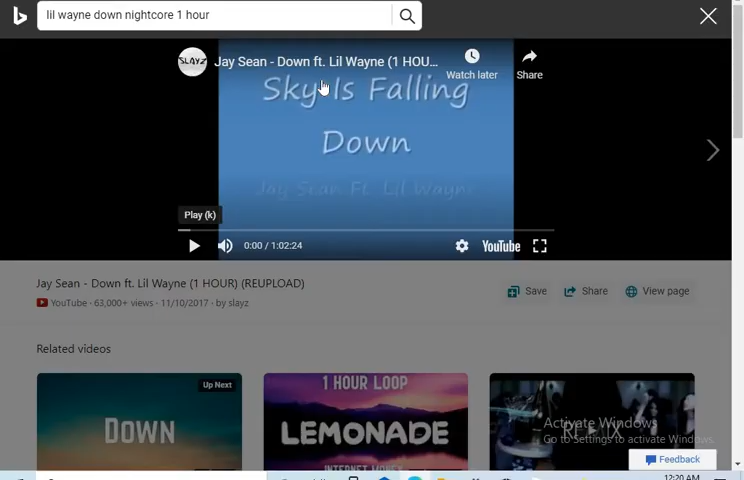 lil wayne down nightcore 1 hour
SLAYZ
Jay Sean - Down ft. Lil Wayne (1 HOU...
Watch later
Share
Sky Is Falling
Down
Jay Sean Ft. Lil Wayne
Play (k)
0:00 / 1:02:24
YouTube
Jay Sean - Down ft. Lil Wayne (1 HOUR) (REUPLOAD)
YouTube · 63,000+ views · 11/10/2017 · by slayz
Save
Share
View page
Related videos
Up Next
DOWN
1 HOUR LOOP
LEMONADE
INTERNET MONEY
Activate Windows
Go to Settings to activate Windows.
Feedback
12:20 AM